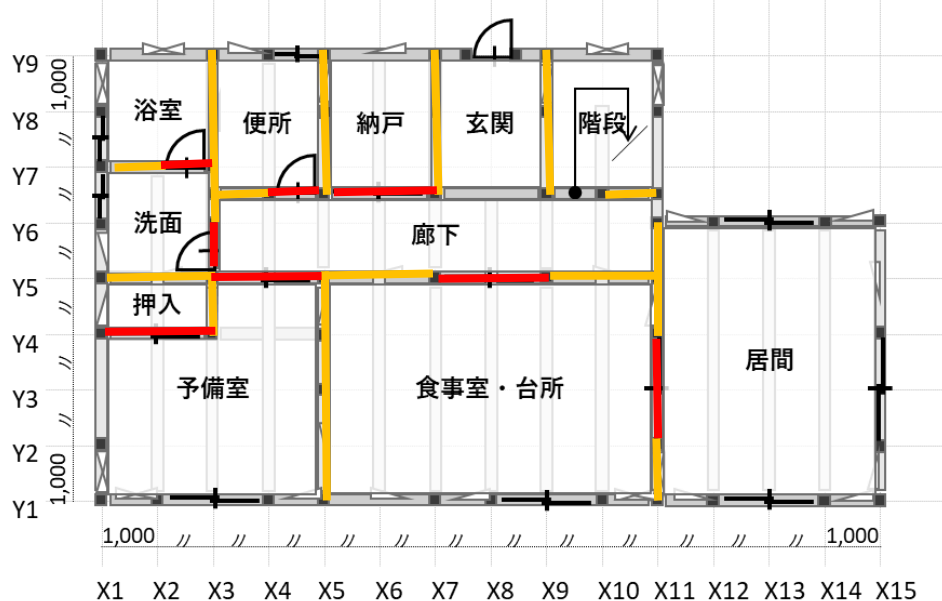 Y9
1,000
Y8
浴室
便所
納戸
玄関
階段
Y7
Y6
洗面
廊下
Y5
押入
Y4
予備室
食事室・台所
居間
Y3
Y2
1,000
Y1
1,000
1,000
X1 X2 X3 X4 X5 X6 X7 X8 X9 X10 X11 X12 X13 X14 X15